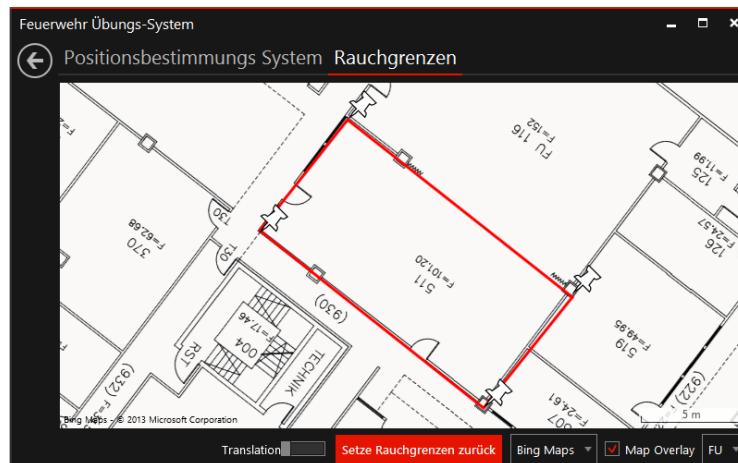 Feuerwehr Übungs-System
Positionsbestimmungs System Rauchgrenzen
FU 116
F=152
125
F=11.99
126
F=24.57
T30
370
F=62.68
T30
511
F=101.20
(930)
004
F=17.46
RST
TECHNIK
519
F=49.95
(932)
(922)
F=24.61
Bing Maps - © 2013 Microsoft Corporation
5 m
Translation
Setze Rauchgrenzen zurück
Bing Maps
Map Overlay
FU